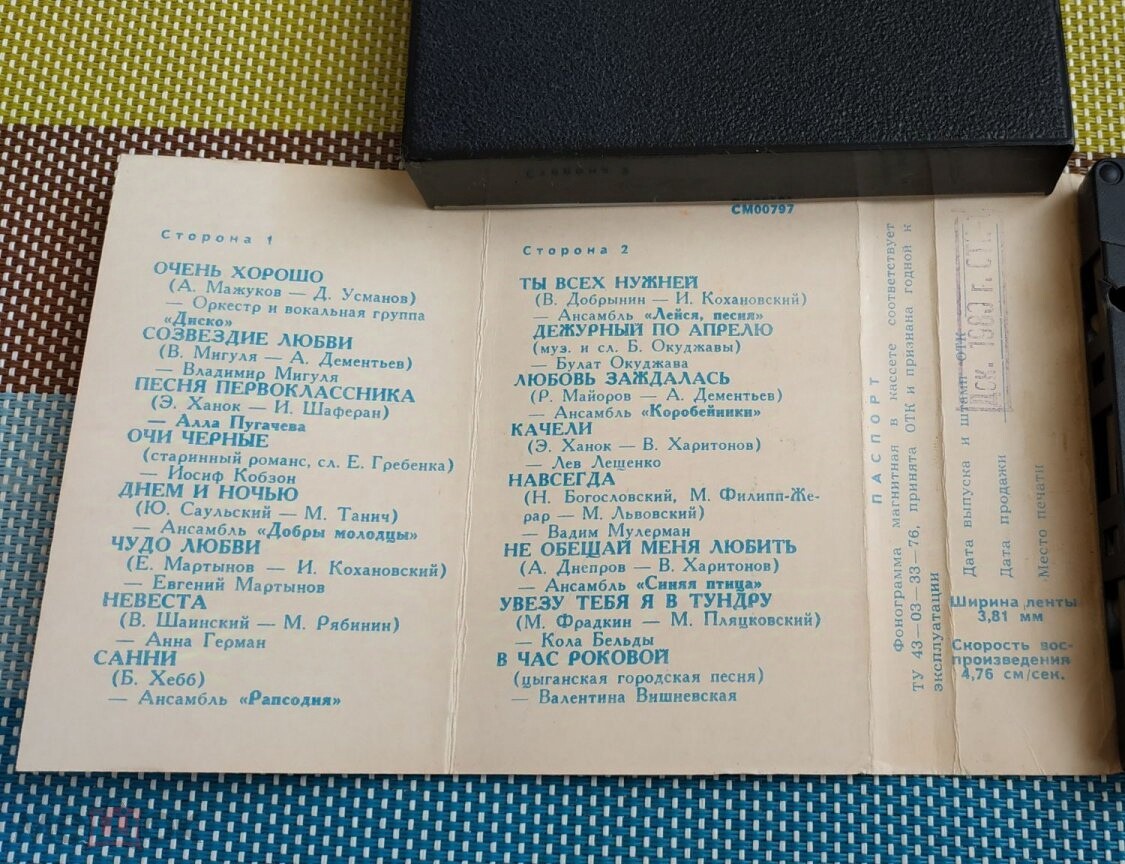 Сторона 1
ОЧЕНЬ ХОРОШО
(А. Мажуков — Д. Усманов)
— Оркестр и вокальная группа
«Диско»
СОЗВЕЗДИЕ ЛЮБВИ
(В. Мигуля — А. Дементьев)
— Владимир Мигуля
ПЕСНЯ ПЕРВОКЛАССНИКА
(Э. Ханок — И. Шаферан)
— Алла Пугачева
ОЧИ ЧЕРНЫЕ
(старинный романс, сл. Е. Гребенка)
— Иосиф Кобзон
ДНЕМ И НОЧЬЮ
(Ю. Саульский — М. Танич)
— Ансамбль «Добры молодцы»
ЧУДО ЛЮБВИ
(Е. Мартынов — И. Кохановский)
— Евгений Мартынов
НЕВЕСТА
(В. Шаинский — М. Рябинин)
— Анна Герман
САННИ
(Б. Хебб)
— Ансамбль «Рапсодия»
СМ00797
Сторона 2
ТЫ ВСЕХ НУЖНЕЙ
(В. Добрынин — И. Кохановский)
— Ансамбль «Лейся, песня»
ДЕЖУРНЫЙ ПО АПРЕЛЮ
(муз. и сл. Б. Окуджавы)
— Булат Окуджава
ЛЮБОВЬ ЗАЖДАЛАСЬ
(Р. Майоров — А. Дементьев)
— Ансамбль «Коробейники»
КАЧЕЛИ
(Э. Ханок — В. Харитонов)
— Лев Лещенко
НАВСЕГДА
(Н. Богословский, М. Филипп-Же-
рар — М. Львовский)
— Вадим Мулерман
НЕ ОБЕЩАЙ МЕНЯ ЛЮБИТЬ
(А. Днепров — В. Харитонов)
— Ансамбль «Синяя птица»
УВЕЗУ ТЕБЯ Я В ТУНДРУ
(М. Фрадкин — М. Пляцковский)
— Кола Бельды
В ЧАС РОКОВОЙ
(цыганская городская песня)
— Валентина Вишневская
ПАСПОРТ
Фонограмма магнитная в кассете соответствует
ТУ 43—03—33—76, принята ОТК и признана годной к
эксплуатации
Дата выпуска и штамп ОТК
Дата продажи
Место печати
Ширина ленты
3,81 мм
Скорость вос-
произведения
4,76 см/сек.